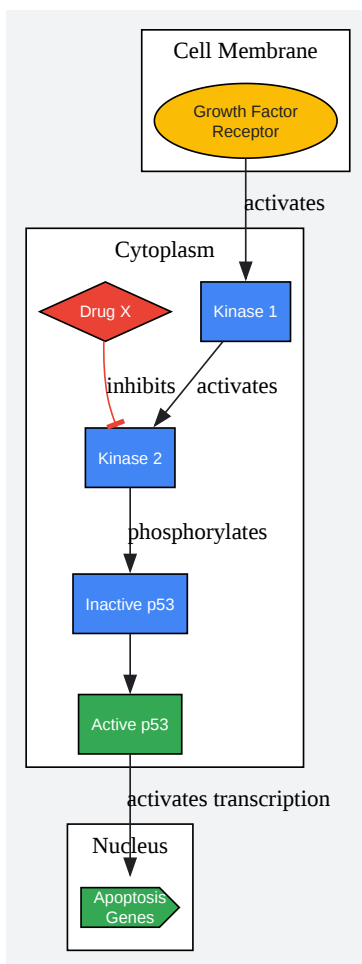 Cell Membrane
Growth Factor
Receptor
activates
Cytoplasm
Drug X
Kinase 1
inhibits
activates
Kinase 2
phosphorylates
Inactive p53
Active p53
activates transcription
Nucleus
Apoptosis
Genes